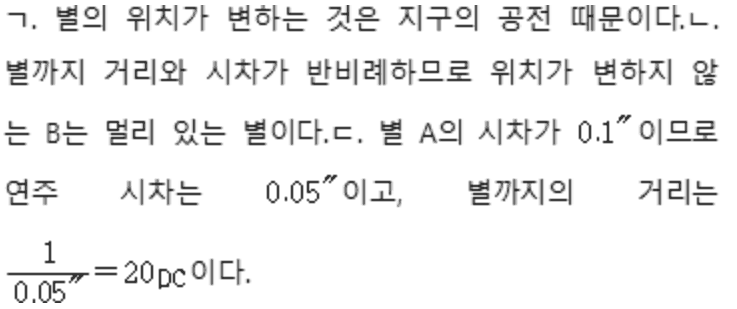 ㄱ. 별의 위치가 변하는 것은 지구의 공전 때문이다.ㄴ.
별까지 거리와 시차가 반비례하므로 위치가 변하지 않
는 B는 멀리 있는 별이다.ㄷ. 별 A의 시차가 0.1″이므로
연주 시차는 0.05″이고, 별까지의 거리는
1/0.05″=20pc이다.